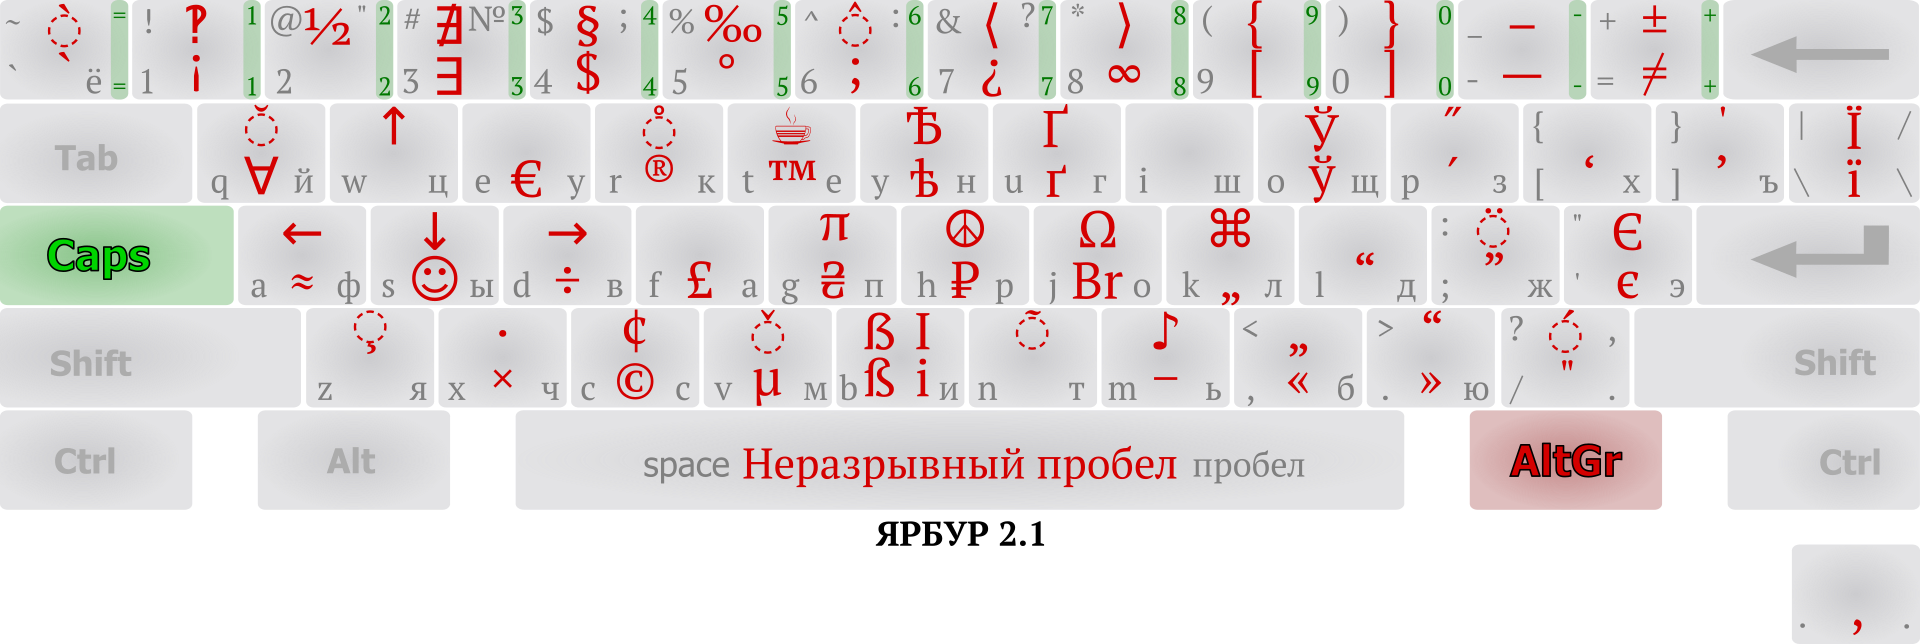 ~ ◌̀ = ! ‽ 1 @ ½ " 2 # ∄ № 3 $ § ; 4 % ‰ 5 ^ ◌̂ : 6 & ⟨ ? 7 * ⟩ 8 ( { 9 ) } 0 _ – - + ± +
` ` ё = 1 ¡ 1 2 2 3 ∃ 3 4 $ 4 5 ° 5 6 ; 6 7 ¿ 7 8 ∞ 8 9 [ 9 0 ] 0 - — - = ≠ +
◌̆ ↑ ◌̊ ☕ Ѣ Ґ Ў ˝ { } ' | Ї /
Tab q ∀ й w ц e € у r ® к t ™ е y ѣ н u ґ г i ш o ў щ p ´ з [ ‘ х ] ’ ъ \ ї \
← ↓ → π ☮ Ω ⌘ : ◌̈ " Є
Caps a ≈ ф s ☺ ы d ÷ в f £ а g ₴ п h ₽ р j Br о k „ л l “ д ; ” ж ' є э
◌̦ · ¢ ◌̌ ẞ І ◌̃ ♪ < „ > “ ? ◌́ ,
Shift z я x × ч c © с v µ м b ß і и n т m − ь , « б . » ю / " . Shift
Ctrl Alt space Неразрывный пробел пробел AltGr Ctrl
ЯРБУР 2.1
. , .